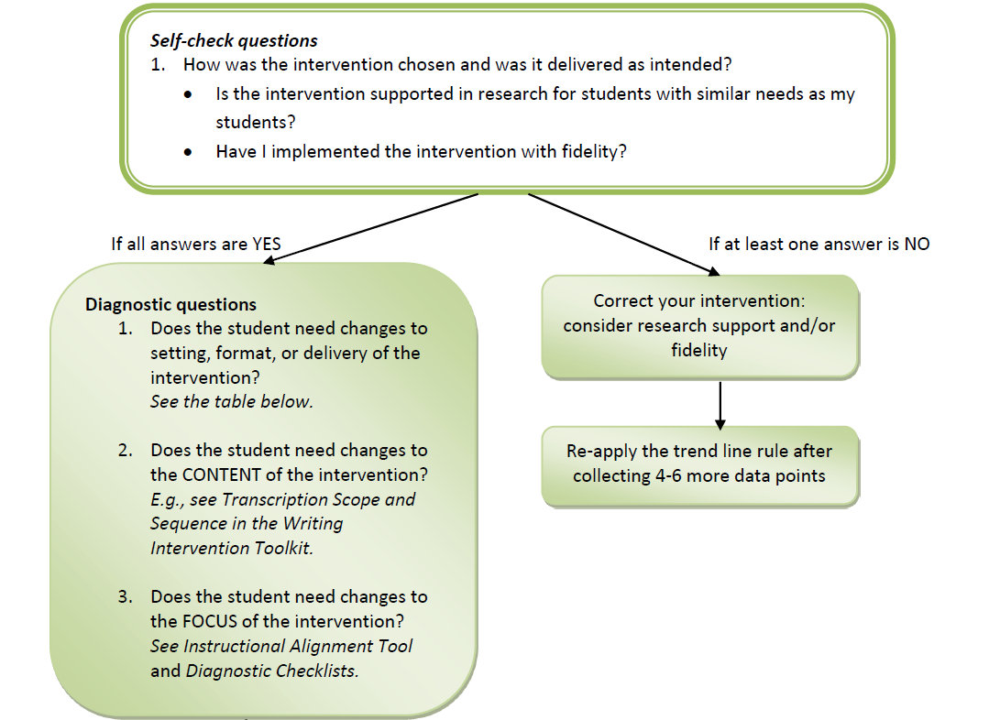 Self-check questions
1. How was the intervention chosen and was it delivered as intended?
• Is the intervention supported in research for students with similar needs as my
students?
• Have I implemented the intervention with fidelity?
If all answers are YES
If at least one answer is NO
Diagnostic questions
1. Does the student need changes to
setting, format, or delivery of the
intervention?
See the table below.
2. Does the student need changes to
the CONTENT of the intervention?
E.g., see Transcription Scope and
Sequence in the Writing
Intervention Toolkit.
3. Does the student need changes to
the FOCUS of the intervention?
See Instructional Alignment Tool
and Diagnostic Checklists.
Correct your intervention:
consider research support and/or
fidelity
Re-apply the trend line rule after
collecting 4-6 more data points